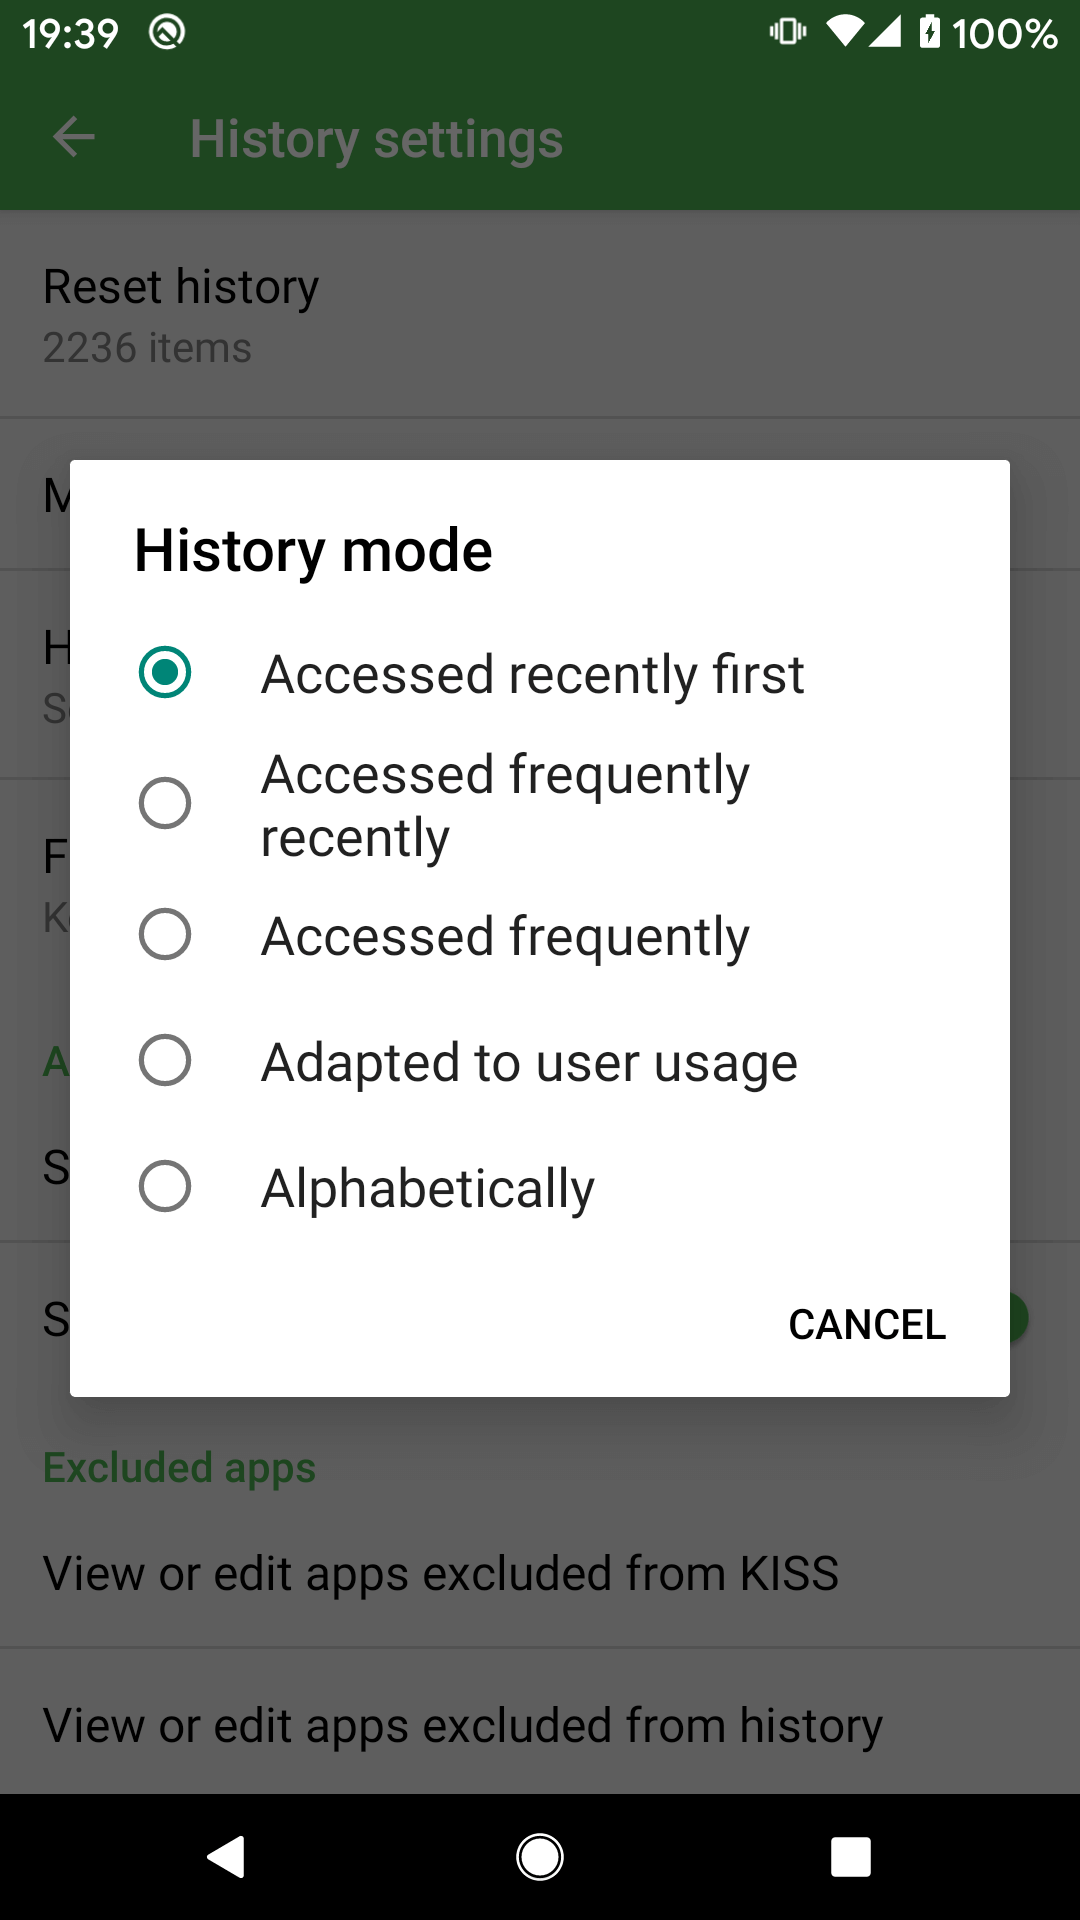 19:39
100%
History settings
Reset history
2236 items
History mode
Accessed recently first
Accessed frequently
recently
Accessed frequently
Adapted to user usage
Alphabetically
CANCEL
Excluded apps
View or edit apps excluded from KISS
View or edit apps excluded from history